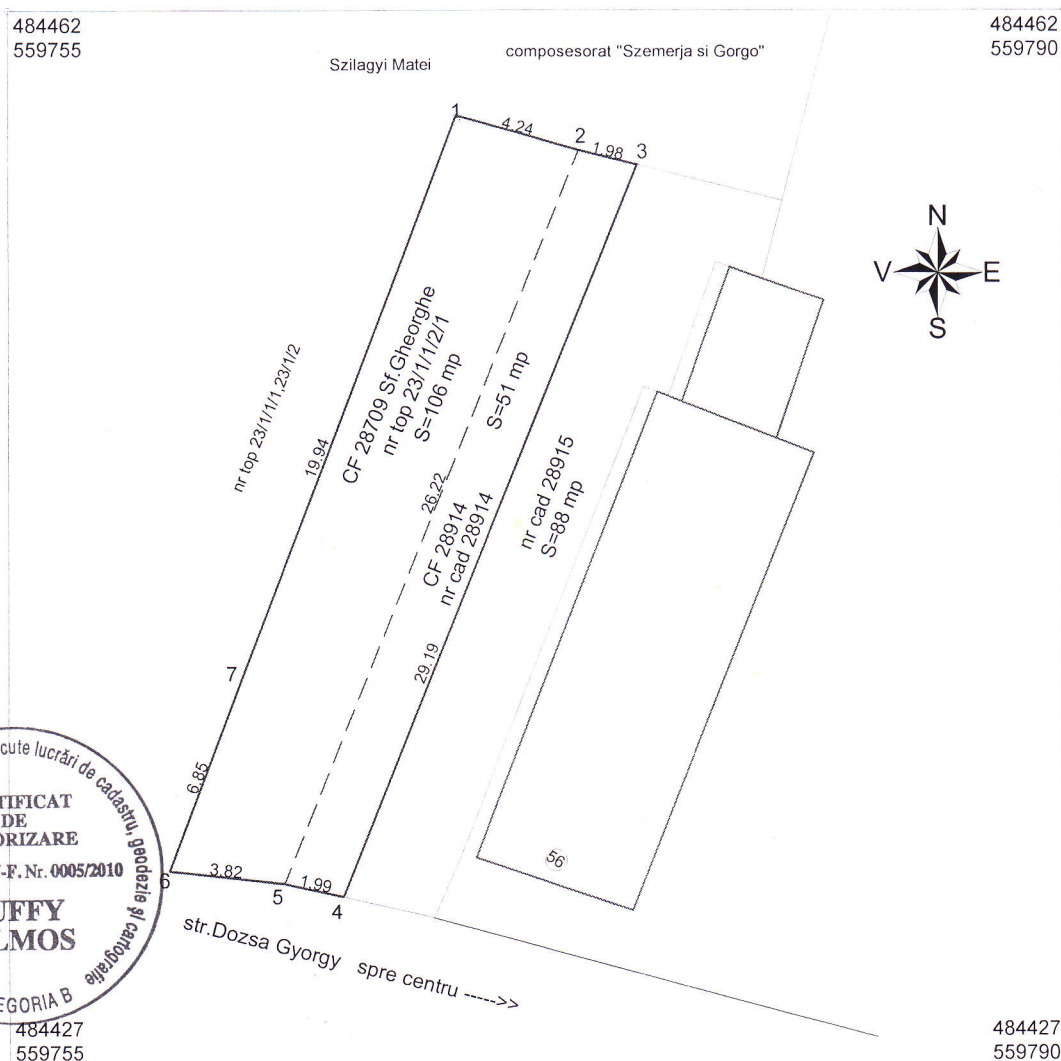 484462
559755
484462
559790
Szilagyi Matei
composesorat "Szemerja si Gorgo"
1
4.24
2
1.98
3
N
V
E
S
CF 28709 Sf.Gheorghe
nr top 23/1/1/2/1
S=106 mp
S=51 mp
nr top 23/1/1/1,23/1/2
19.94
26.22
CF 28914
nr cad 28914
nr cad 28915
S=88 mp
29.19
7
6.85
6
3.82
5
1.99
4
56
str.Dozsa Gyorgy spre centru ----->>
cute lucrări de cadastru, geodezie şi cartografie
TIFICAT
DE
ORIZARE
-F. Nr. 0005/2010
UFFY
LMOS
EGORIA B
484427
559755
484427
559790